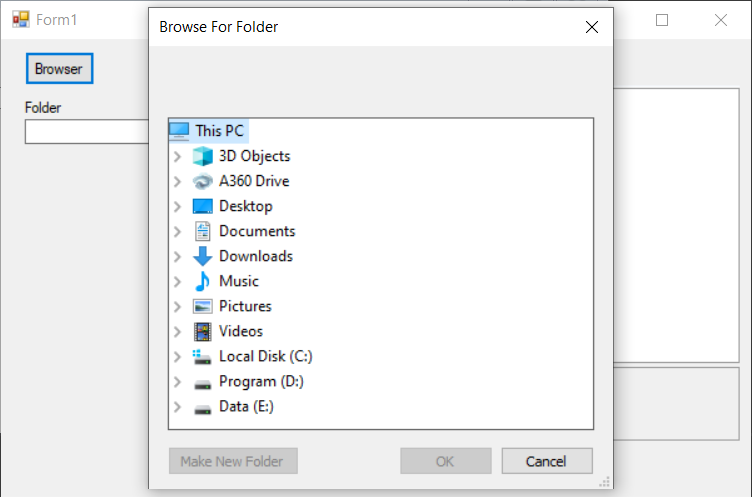 Form1
Browse For Folder
Browser
Folder
This PC
3D Objects
A360 Drive
Desktop
Documents
Downloads
Music
Pictures
Videos
Local Disk (C:)
Program (D:)
Data (E:)
Make New Folder
OK
Cancel